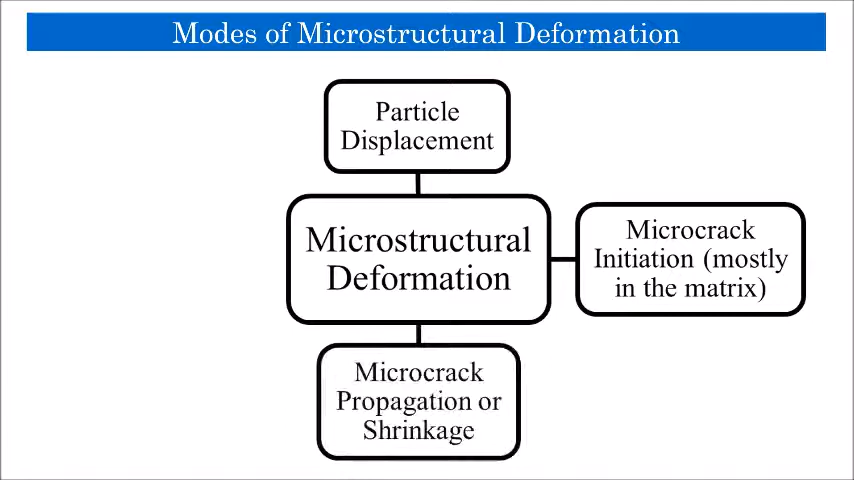 Modes of Microstructural Deformation
Particle
Displacement
Microstructural
Deformation
Microcrack
Initiation (mostly
in the matrix)
Microcrack
Propagation or
Shrinkage